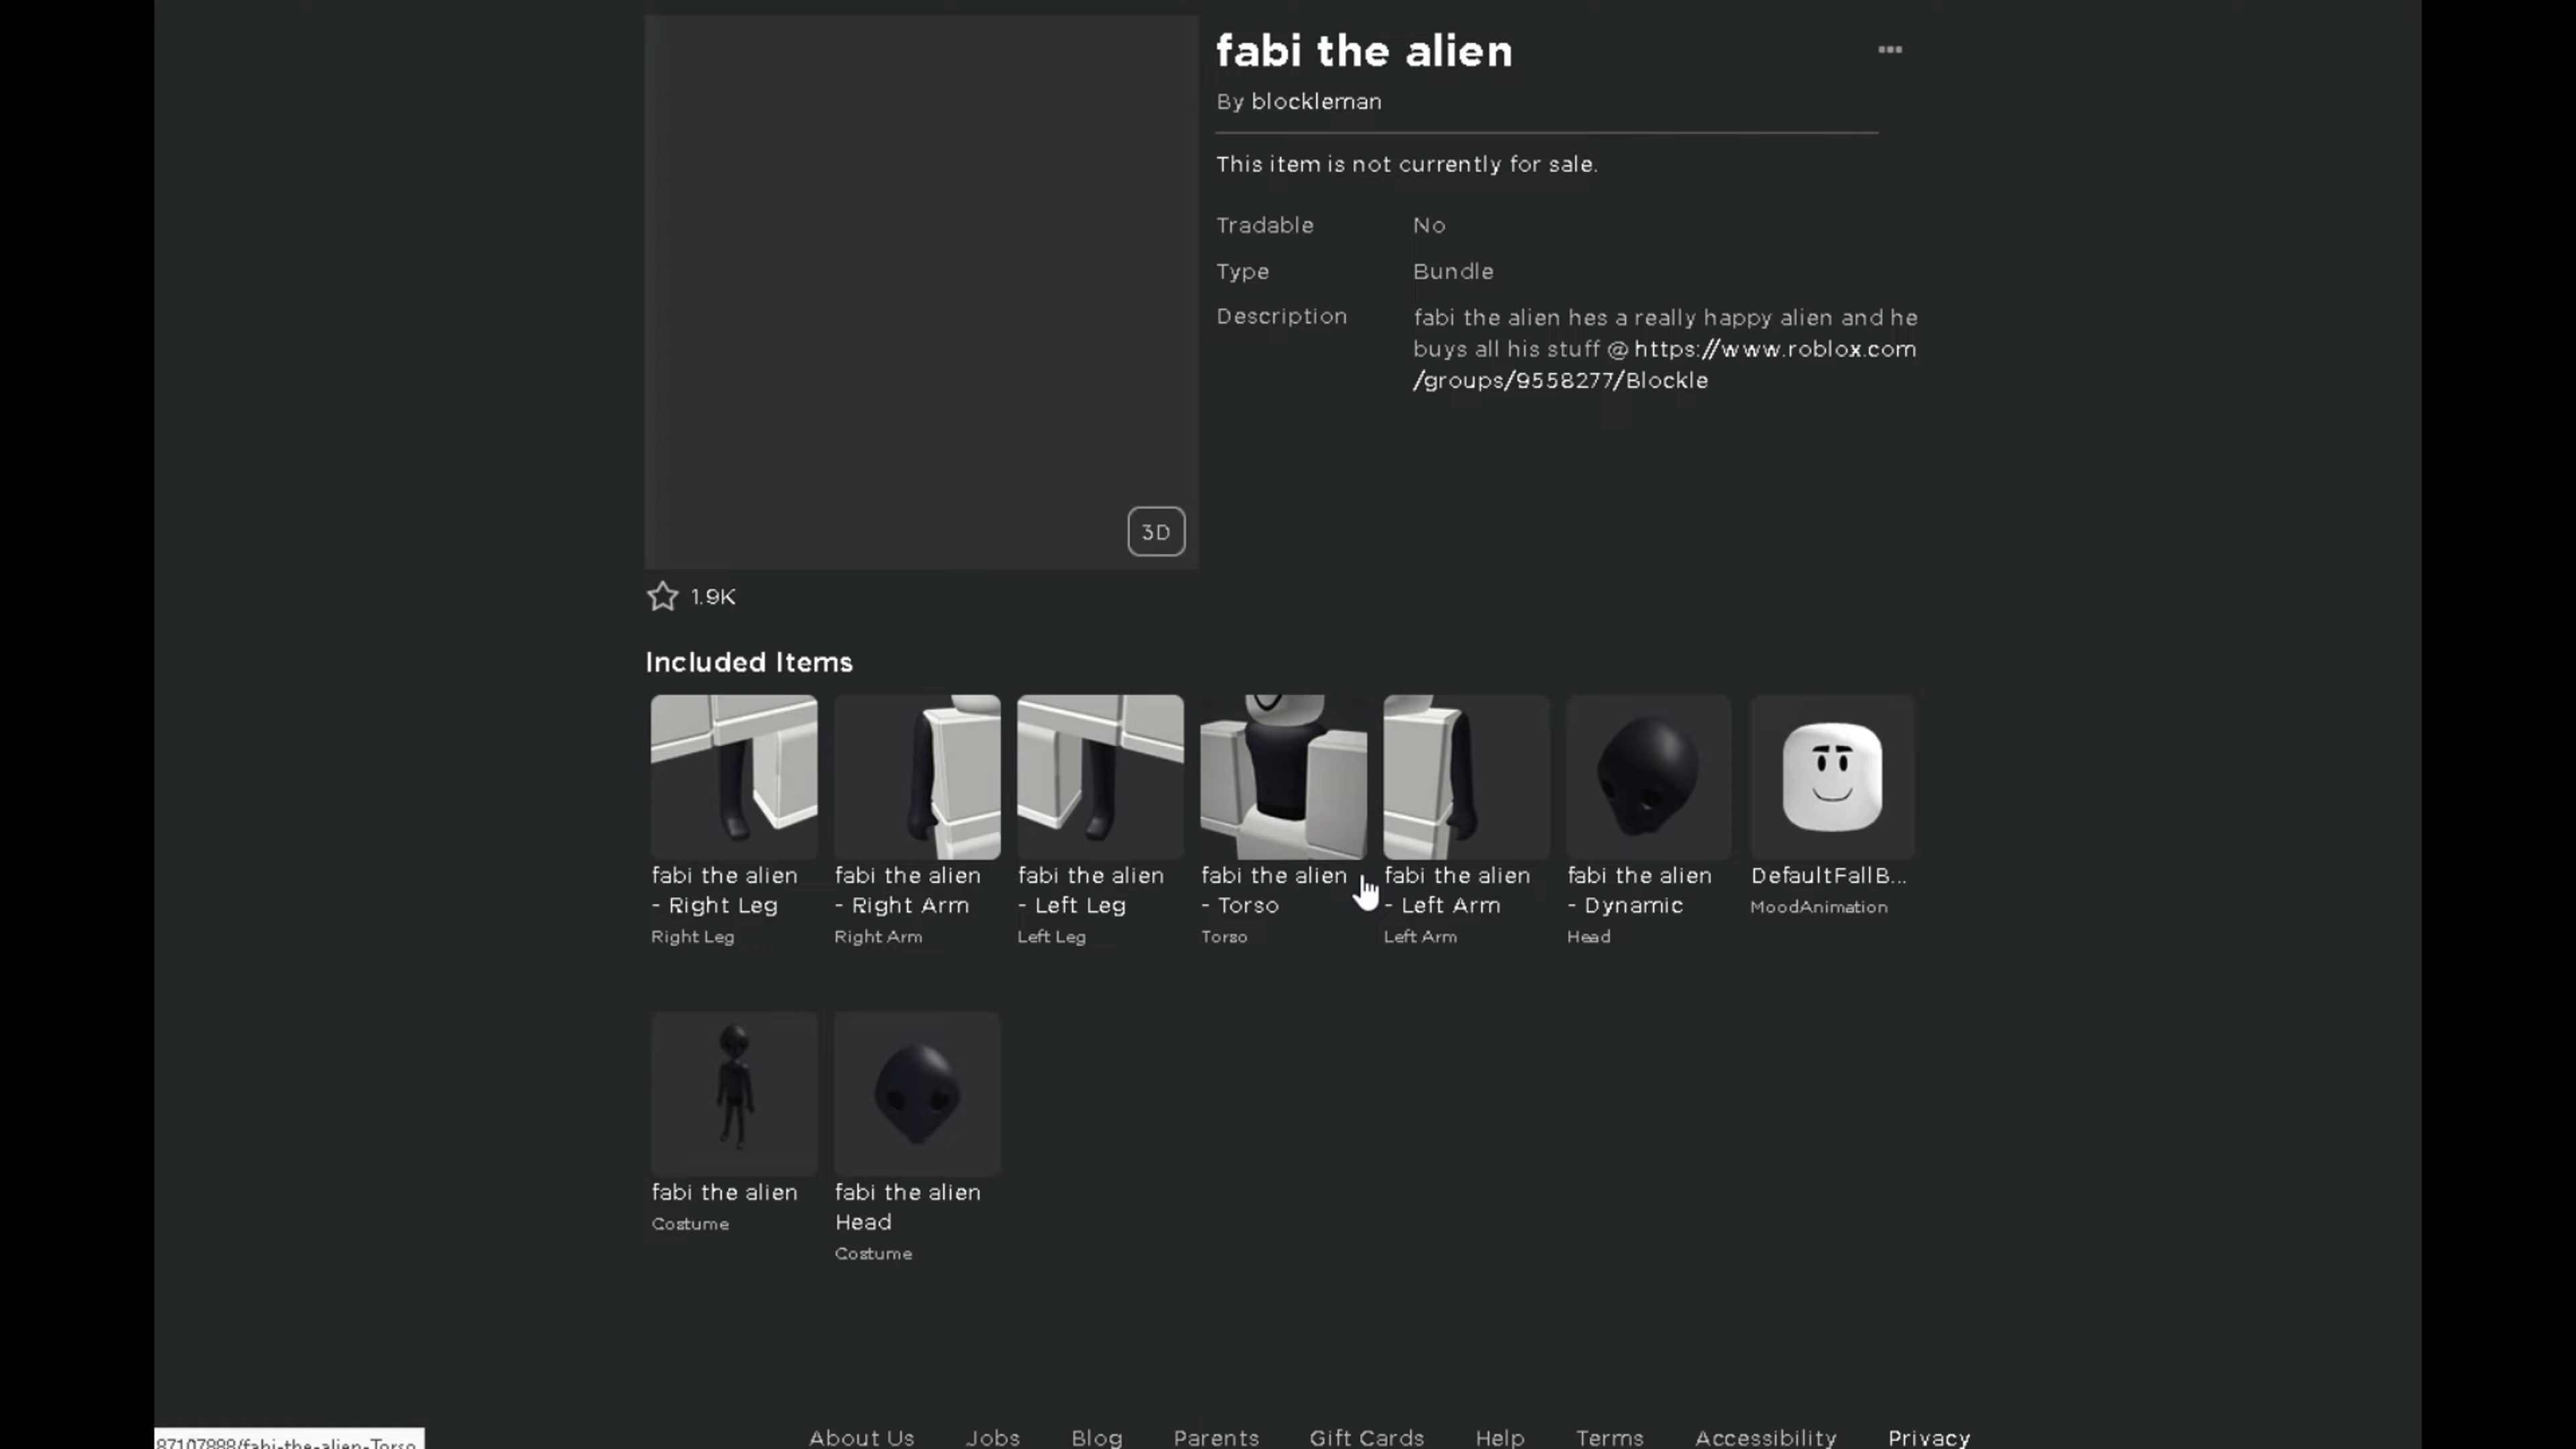 fabi the alien
By blockleman
This item is not currently for sale.
Tradable No
Type Bundle
Description fabi the alien hes a really happy alien and he
buys all his stuff @ https://www.roblox.com
/groups/9558277/Blockle
3D
1.9K
Included Items
fabi the alien
- Right Leg
Right Leg
fabi the alien
- Right Arm
Right Arm
fabi the alien
- Left Leg
Left Leg
fabi the alien
- Torso
Torso
fabi the alien
- Left Arm
Left Arm
fabi the alien
- Dynamic
Head
DefaultFallB...
MoodAnimation
fabi the alien
Costume
fabi the alien
Head
Costume
About Us Jobs Blog Parents Gift Cards Help Terms Accessibility Privacy
87107888/fabi-the-alien-Torso